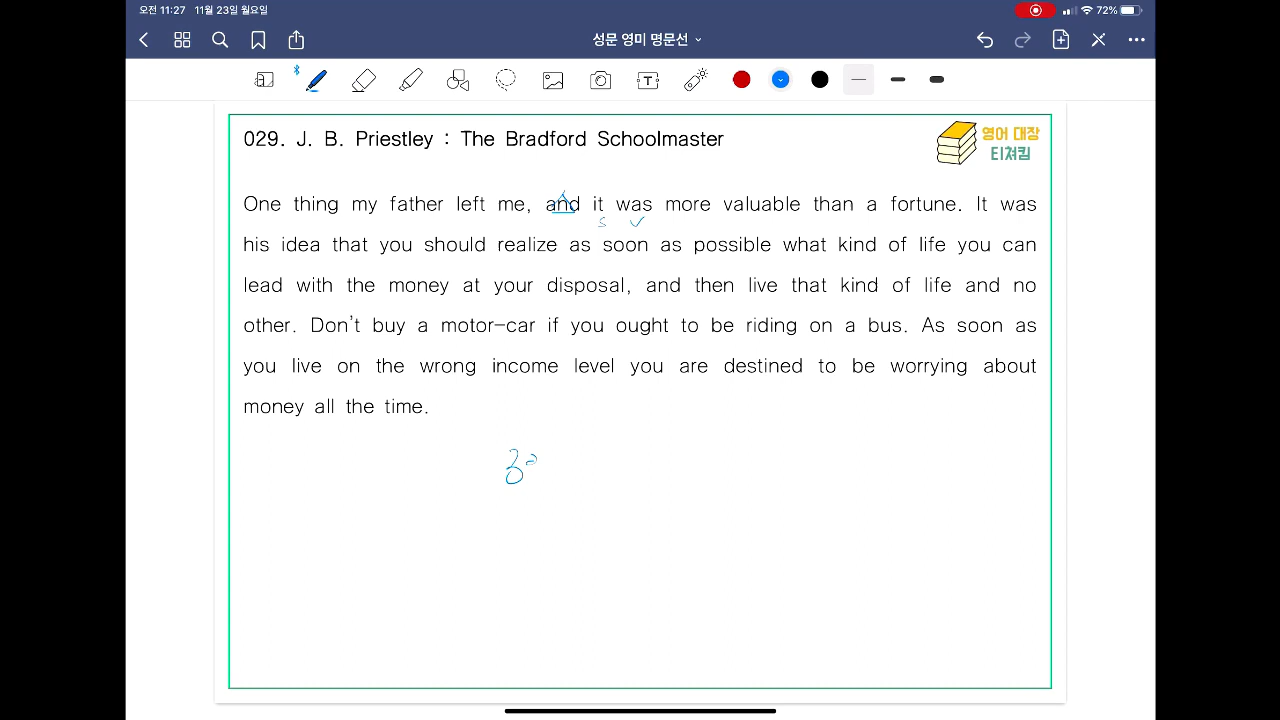 오전 11:27 11월 23일 월요일
72%
성문 영미 명문선
T
029. J. B. Priestley : The Bradford Schoolmaster
영어 대장
티쳐킴
One thing my father left me, and it was more valuable than a fortune. It was
s v
his idea that you should realize as soon as possible what kind of life you can
lead with the money at your disposal, and then live that kind of life and no
other. Don't buy a motor-car if you ought to be riding on a bus. As soon as
you live on the wrong income level you are destined to be worrying about
money all the time.